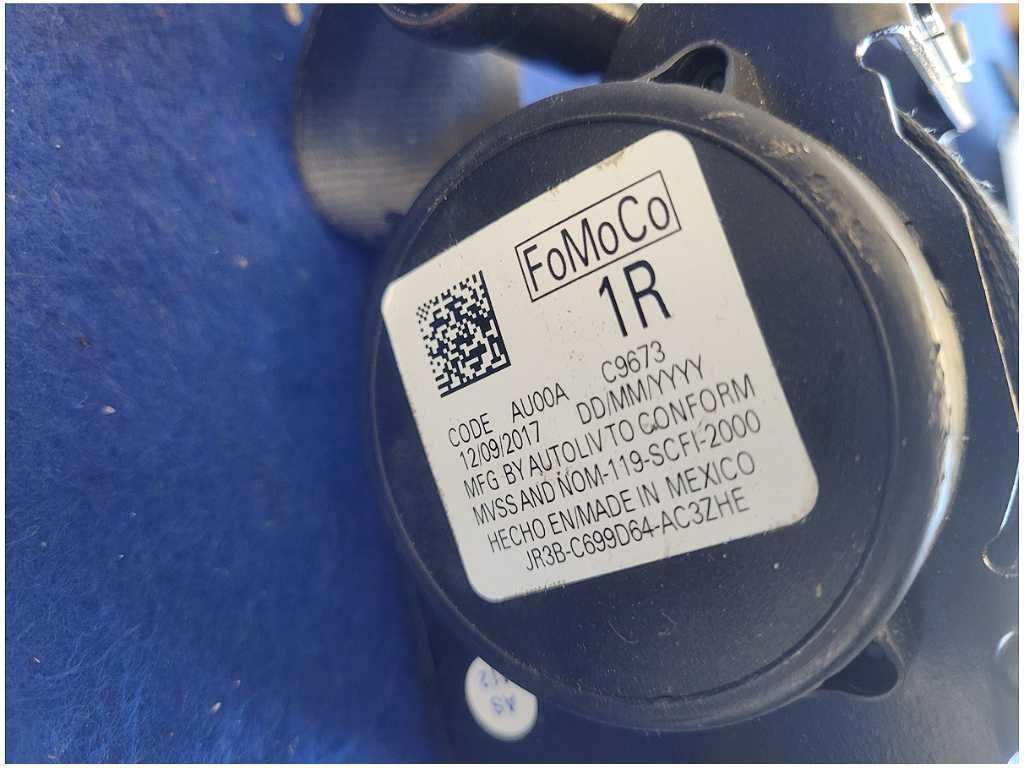 FoMoCo
1R
CODE AU00A C9673
12/09/2017 DD/MM/YYYY
MFG BY AUTOLIV TO CONFORM
MVSS AND NOM-119-SCFI-2000
HECHO EN/MADE IN MEXICO
JR3B-C699D64-AC3ZHE
AS